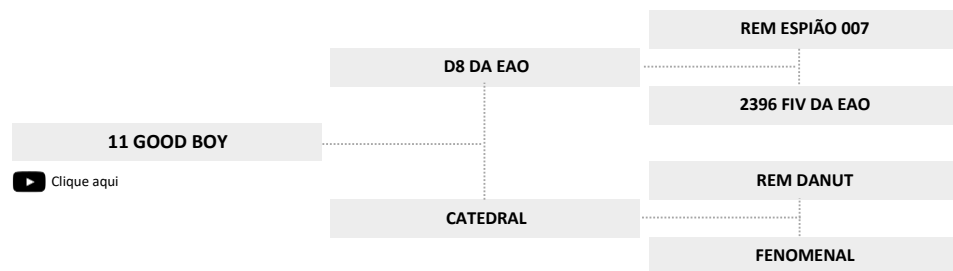 REM ESPIÃO 007
D8 DA EAO
2396 FIV DA EAO
11 GOOD BOY
Clique aqui
REM DANUT
CATEDRAL
FENOMENAL